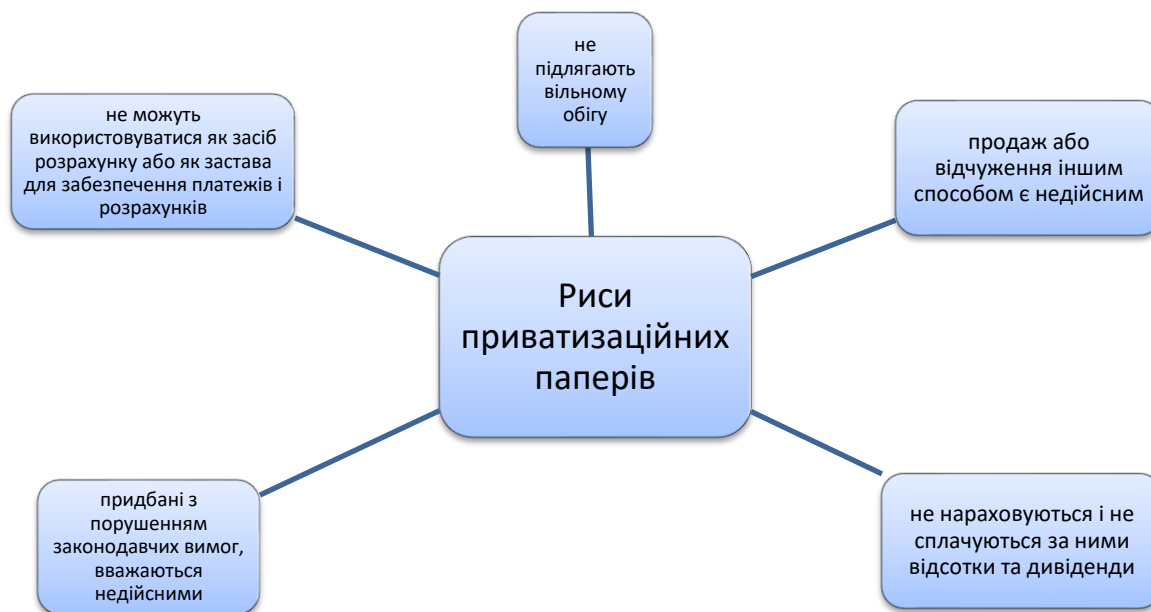 не
підлягають
вільному
обігу
не можуть
використовуватися як засіб
розрахунку або як застава
для забезпечення платежів і
розрахунків
продаж або
відчуження іншим
способом є недійсним
Риси
приватизаційних
паперів
придбані з
порушенням
законодавчих вимог,
вважаються
недійсними
не нараховуються і не
сплачуються за ними
відсотки та дивіденди